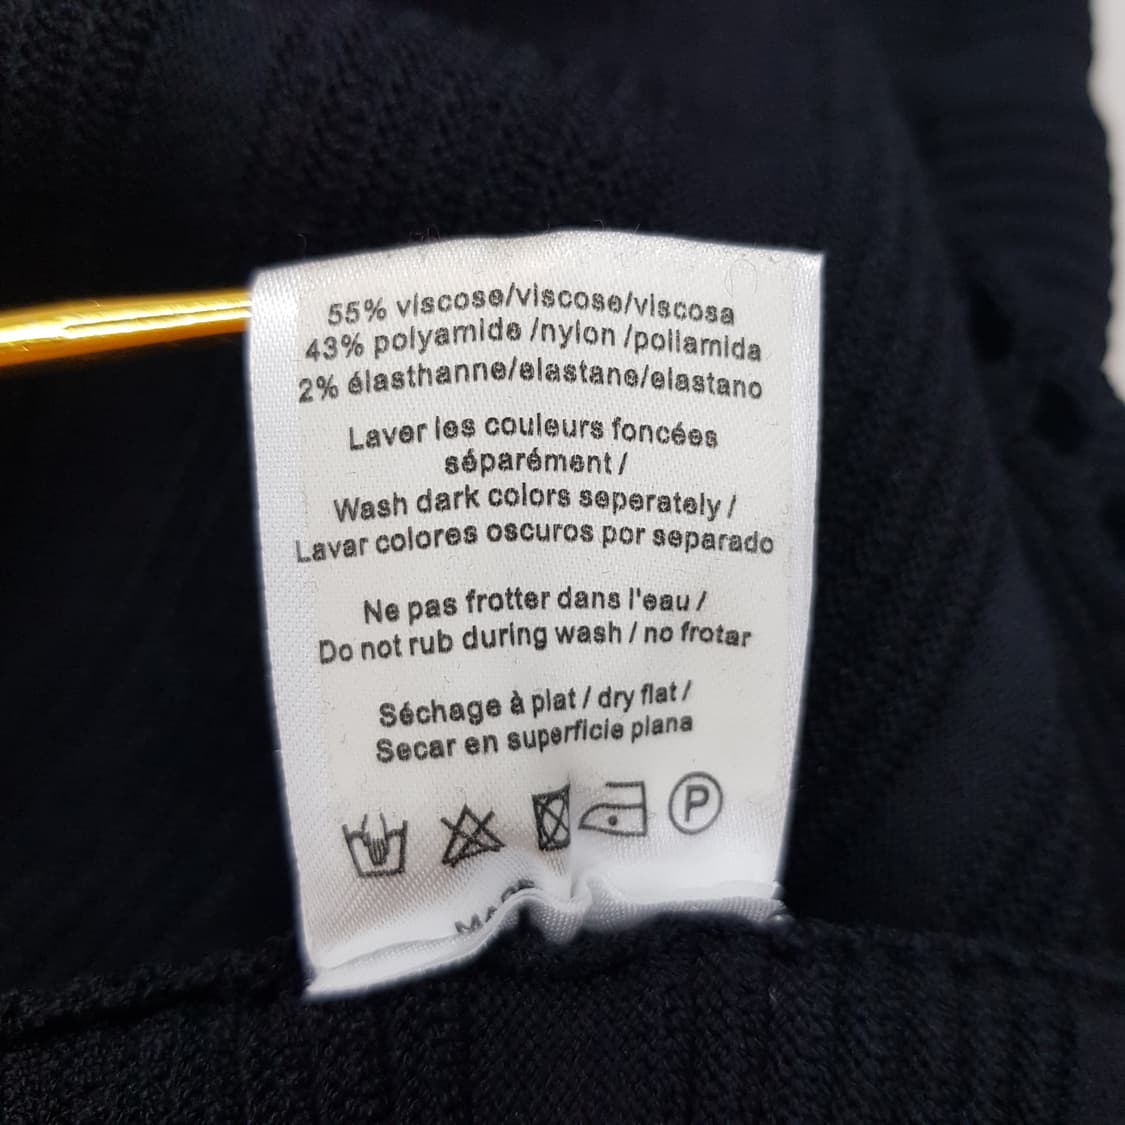 55% viscose/viscose/viscosa
43% polyamide /nylon /poliamida
2% élasthanne/elastane/elastano
Laver les couleurs foncées
séparément /
Wash dark colors seperately /
Lavar colores oscuros por separado
Ne pas frotter dans l'eau /
Do not rub during wash / no frotar
Séchage à plat / dry flat /
Secar en superficie plana
P